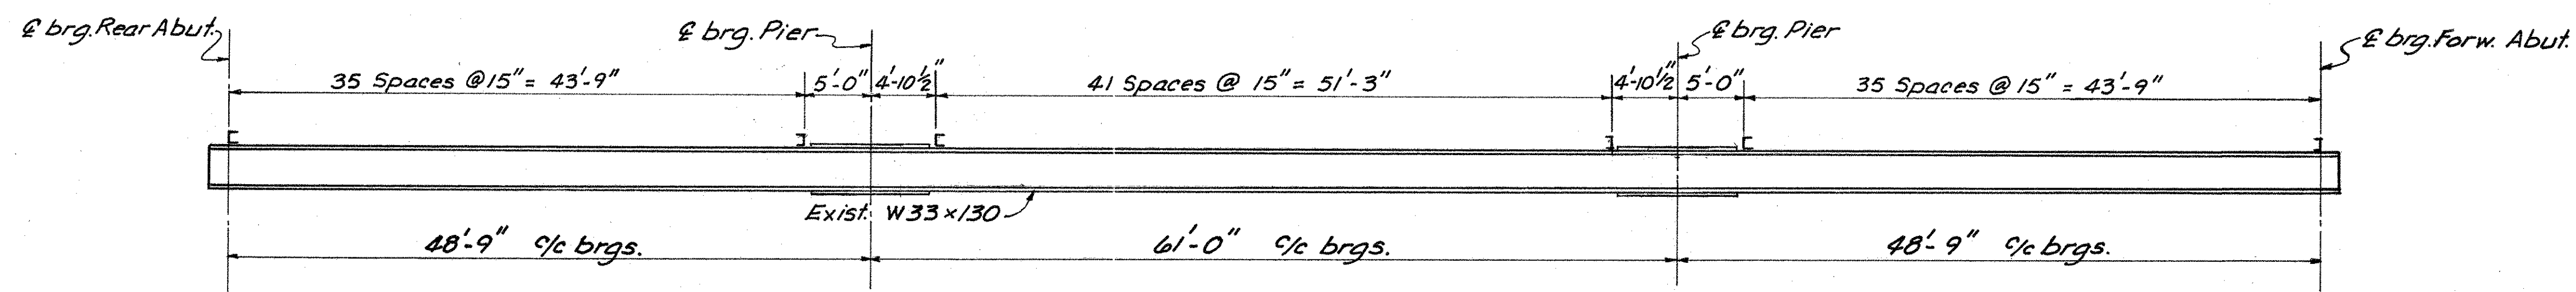 ℄ brg. Rear Abut.
℄ brg. Pier
℄ brg. Pier
℄ brg. Forw. Abut.
35 Spaces @ 15" = 43'-9"
5'-0"
4'-10½"
41 Spaces @ 15" = 51'-3"
4'-10½"
5'-0"
35 Spaces @ 15" = 43'-9"
Exist. W33×130
48'-9" c/c brgs.
61'-0" c/c brgs.
48'-9" c/c brgs.